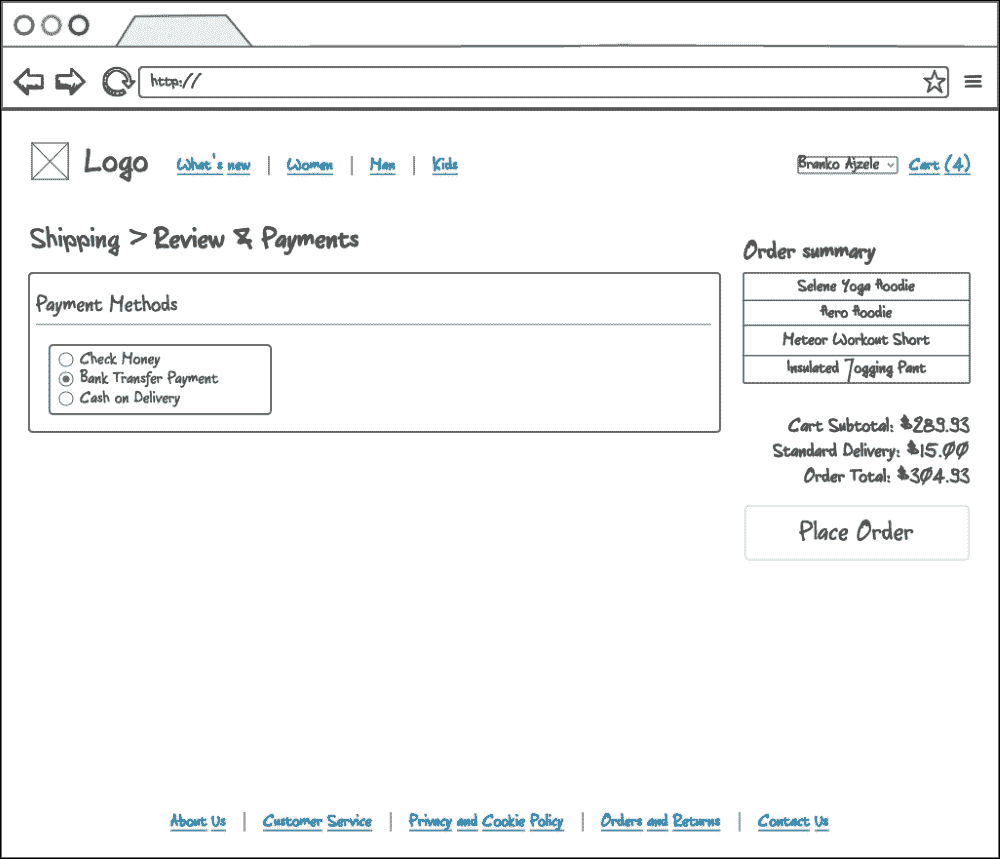 http://
Logo What's new | Women | Man | Kids Branko Ajzele Cart (4)
Shipping > Review & Payments
Payment Methods
Check Money
Bank Transfer Payment
Cash on Delivery
Order summary
Selene Yoga Hoodie
Hero Hoodie
Meteor Workout Short
Insulated Jogging Pant
Cart Subtotal: $289.93
Standard Delivery: $15.00
Order Total: $304.93
Place Order
About Us | Customer Service | Privacy and Cookie Policy | Orders and Returns | Contact Us